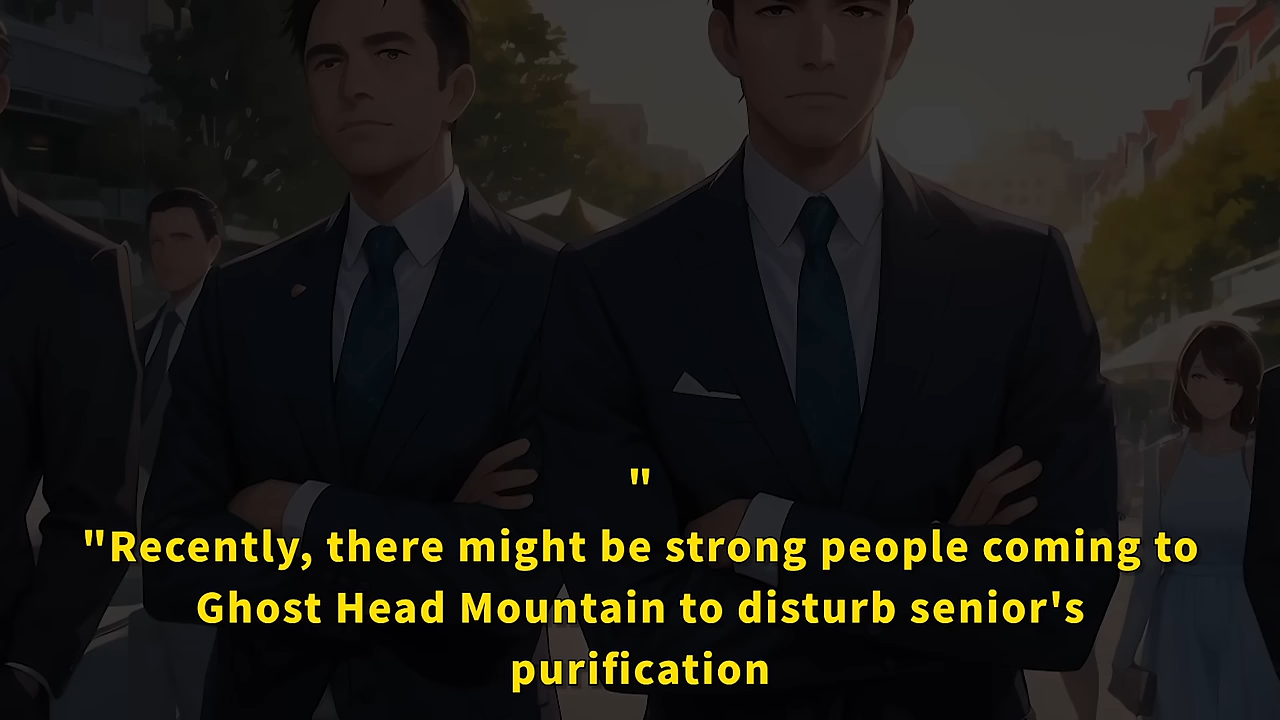 "
"Recently, there might be strong people coming to
Ghost Head Mountain to disturb senior's
purification